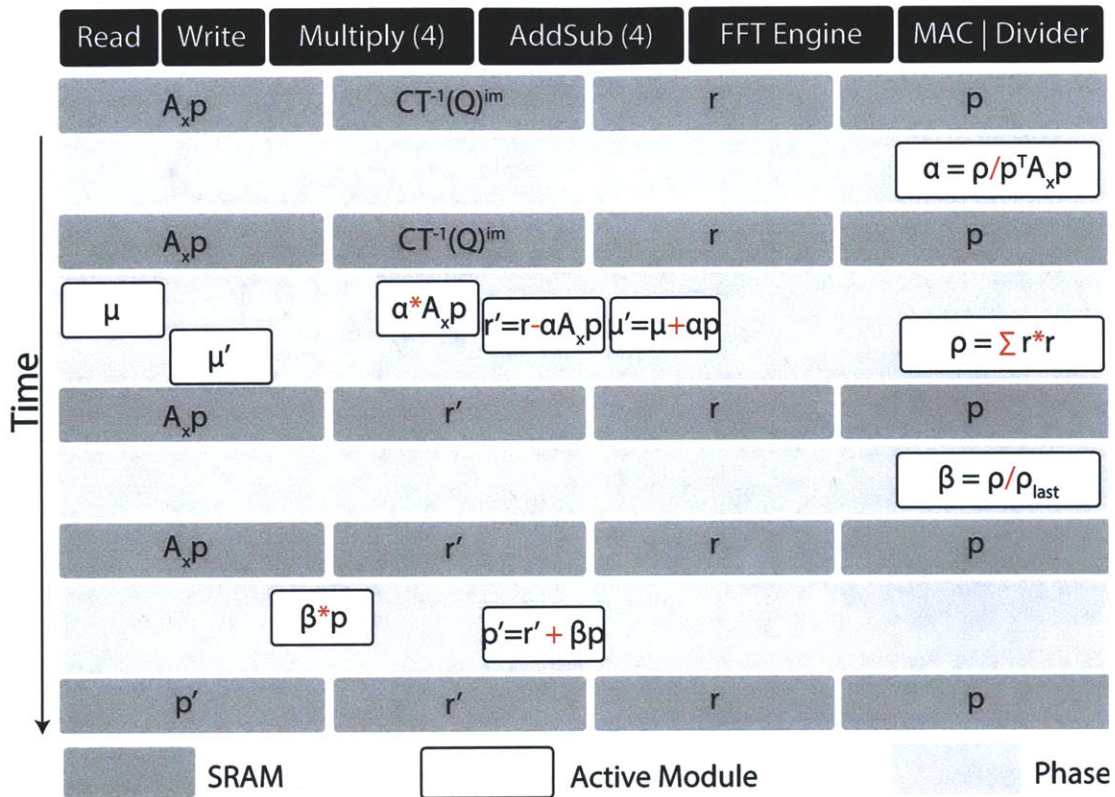 Read Write Multiply (4) AddSub (4) FFT Engine MAC | Divider
Aₓp CT⁻¹(Q)ⁱᵐ r p
α = ρ/pᵀAₓp
Aₓp CT⁻¹(Q)ⁱᵐ r p
μ α*Aₓp r'=r-αAₓp μ'=μ+αp
μ' ρ = Σ r*r
Time
Aₓp r' r p
β = ρ/ρlast
Aₓp r' r p
β*p p'=r' + βp
p' r' r p
SRAM Active Module Phase